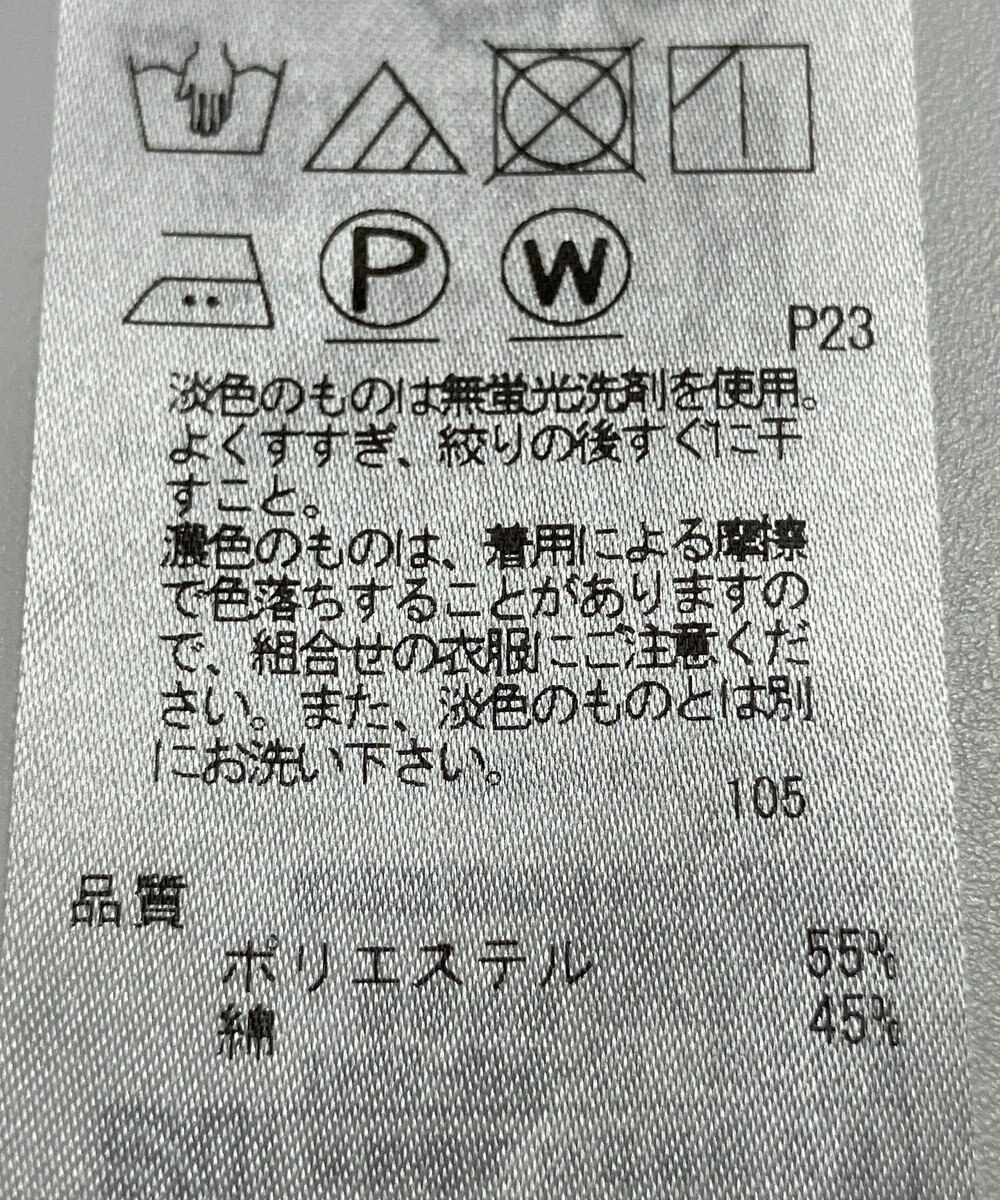 P
W
P23
淡色のものは無蛍光洗剤を使用。
よくすすぎ、絞りの後すぐに干
すこと。
濃色のものは、着用による摩擦
で色落ちすることがありますの
で、組合せの衣服にご注意くだ
さい。また、淡色のものとは別
にお洗い下さい。
105
品質
ポリエステル 55%
綿 45%